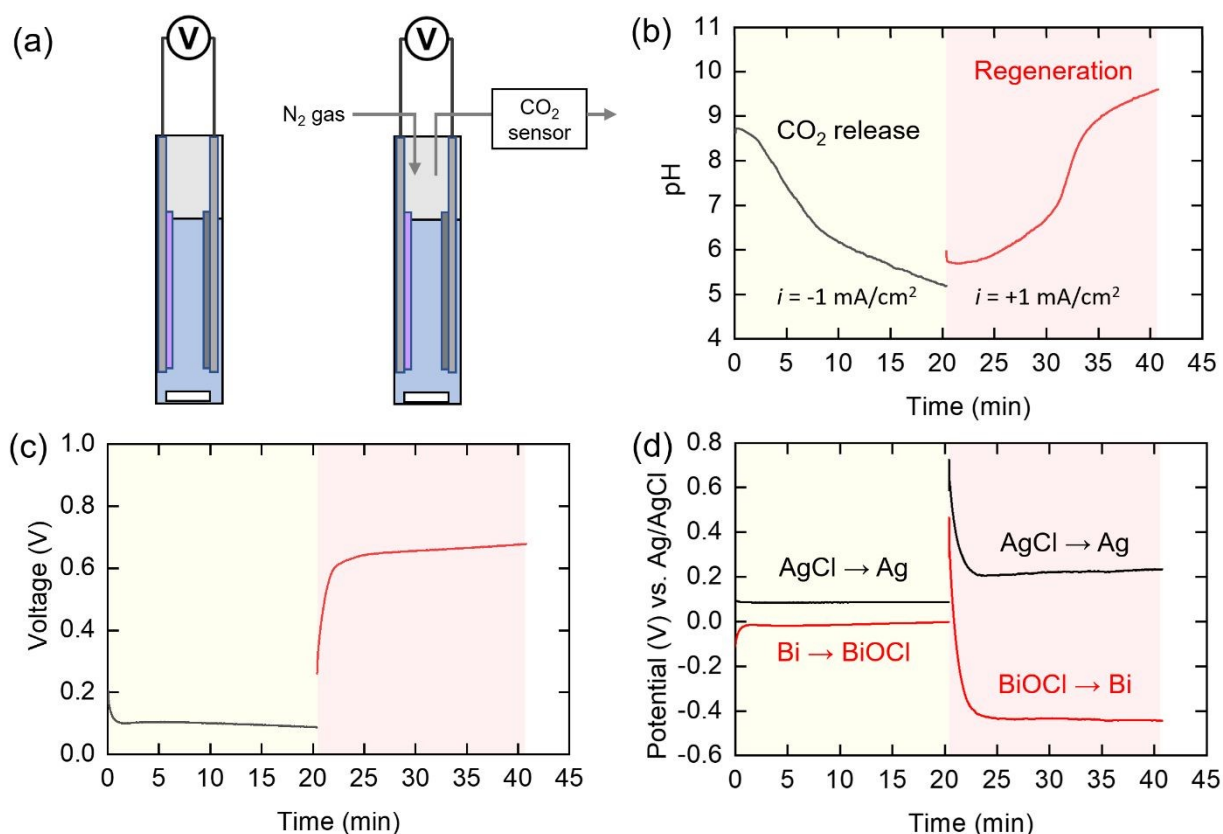 (a)
V
V
N₂ gas
CO₂
sensor
(b)
pH
11
10
9
8
7
6
5
4
Regeneration
CO₂ release
i = -1 mA/cm²
i = +1 mA/cm²
0 5 10 15 20 25 30 35 40 45
Time (min)
(c)
Voltage (V)
1.0
0.8
0.6
0.4
0.2
0.0
0 5 10 15 20 25 30 35 40 45
Time (min)
(d)
Potential (V) vs. Ag/AgCl
0.8
0.6
0.4
0.2
0.0
-0.2
-0.4
-0.6
AgCl → Ag
AgCl → Ag
Bi → BiOCl
BiOCl → Bi
0 5 10 15 20 25 30 35 40 45
Time (min)